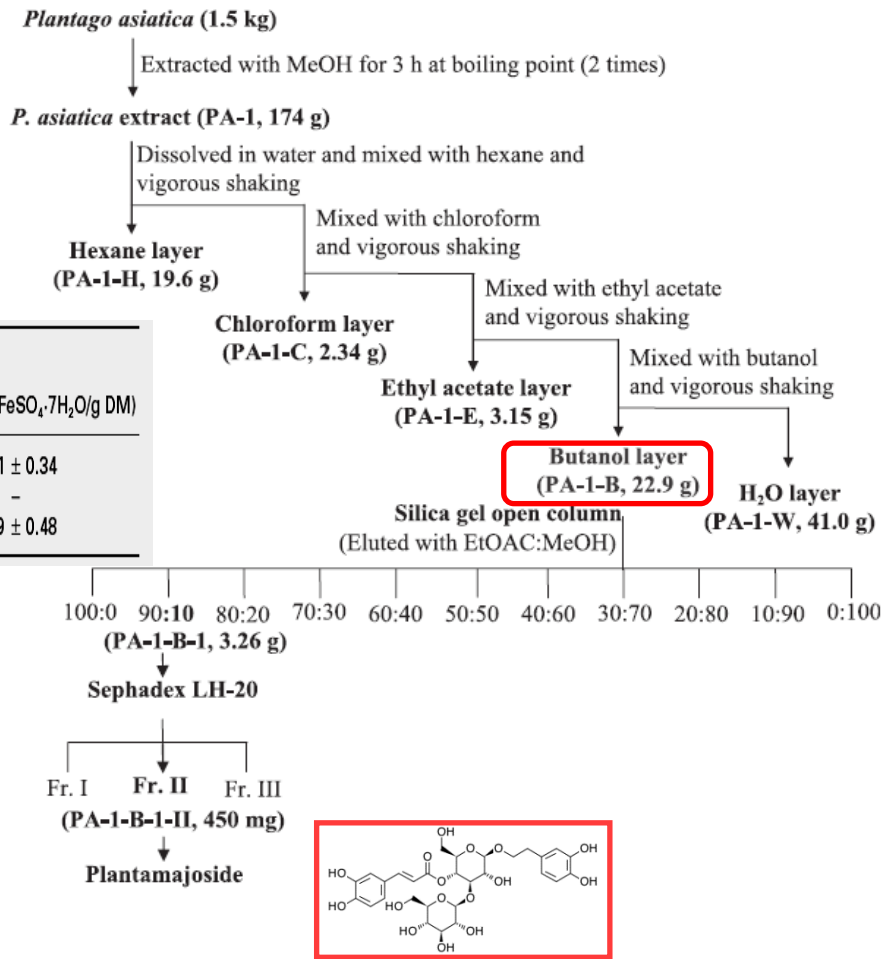 Plantago asiatica (1.5 kg)
Extracted with MeOH for 3 h at boiling point (2 times)
P. asiatica extract (PA-1, 174 g)
Dissolved in water and mixed with hexane and
vigorous shaking
Hexane layer
(PA-1-H, 19.6 g)
Mixed with chloroform
and vigorous shaking
Chloroform layer
(PA-1-C, 2.34 g)
Mixed with ethyl acetate
and vigorous shaking
Ethyl acetate layer
(PA-1-E, 3.15 g)
Mixed with butanol
and vigorous shaking
Butanol layer
(PA-1-B, 22.9 g)
H₂O layer
(PA-1-W, 41.0 g)
FeSO₄·7H₂O/g DM)
1 ± 0.34
–
9 ± 0.48
Silica gel open column
(Eluted with EtOAC:MeOH)
100:0 90:10 80:20 70:30 60:40 50:50 40:60 30:70 20:80 10:90 0:100
(PA-1-B-1, 3.26 g)
Sephadex LH-20
Fr. I Fr. II Fr. III
(PA-1-B-1-II, 450 mg)
Plantamajoside
OH
HO
HO
O
O
O
O
OH
OH
OH
HO
O
O
HO
OH
OH